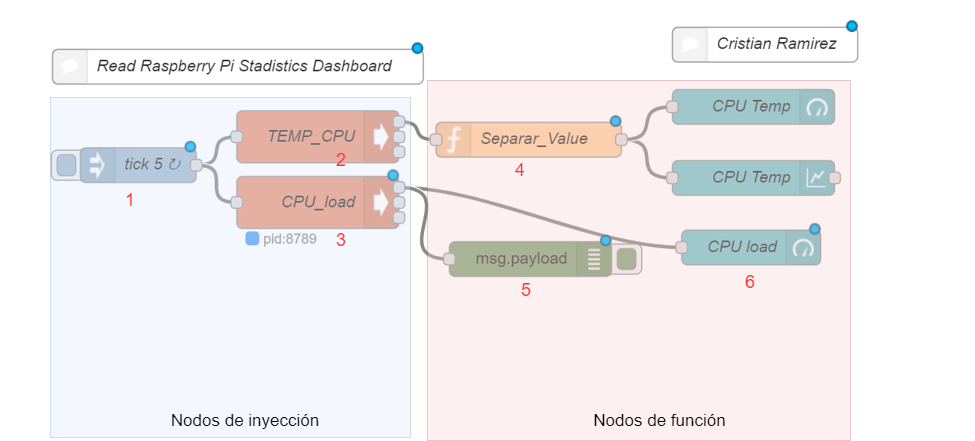 Cristian Ramirez
Read Raspberry Pi Stadistics Dashboard
TEMP_CPU
CPU Temp
Separar_Value
tick 5 ↻
2
4
1
CPU_load
CPU Temp
pid:8789
3
msg.payload
CPU load
5
6
Nodos de inyección
Nodos de función